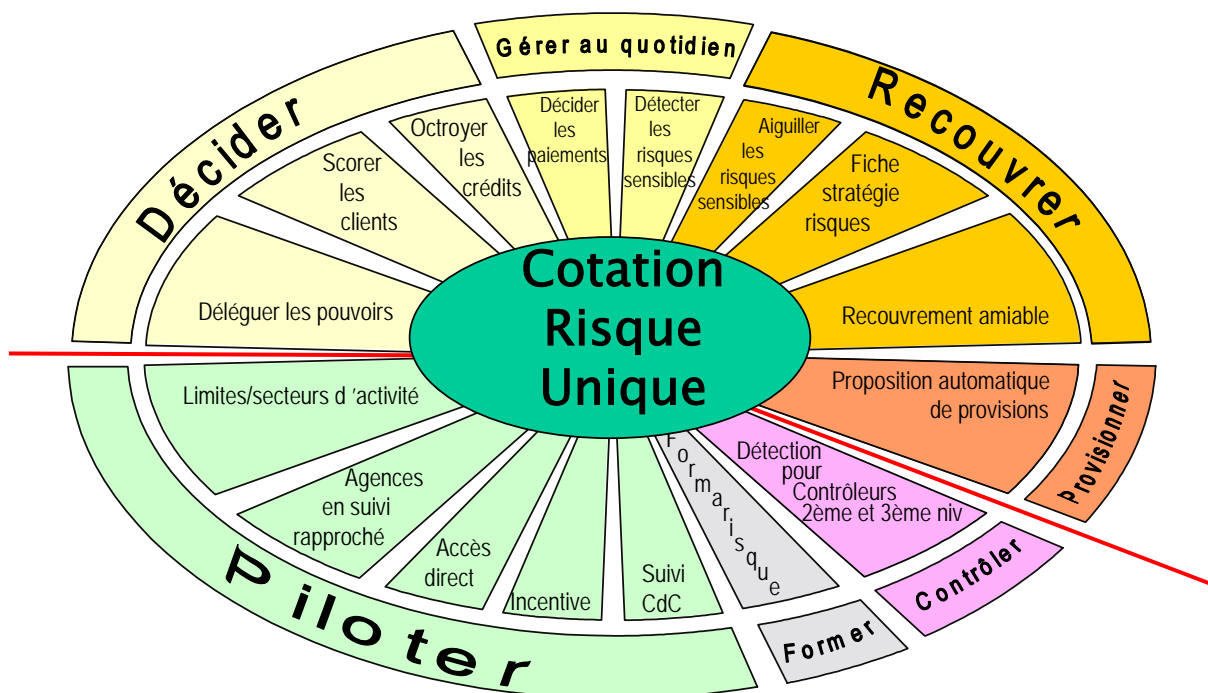 Décider
Gérer au quotidien
Recouvrer
Déléguer les pouvoirs
Scorer
les
clients
Octroyer
les
crédits
Décider
les
paiements
Détecter
les
risques
sensibles
Aiguiller
les
risques
sensibles
Fiche
stratégie
risques
Recouvrement amiable
Cotation
Risque
Unique
Proposition automatique
de provisions
Provisionner
Détection
pour
Contrôleurs
2ème et 3ème niv
Contrôler
Formarisque
Former
Suivi
CdC
Incentive
Accès
direct
Agences
en suivi
rapproché
Limites/secteurs d 'activité
Piloter